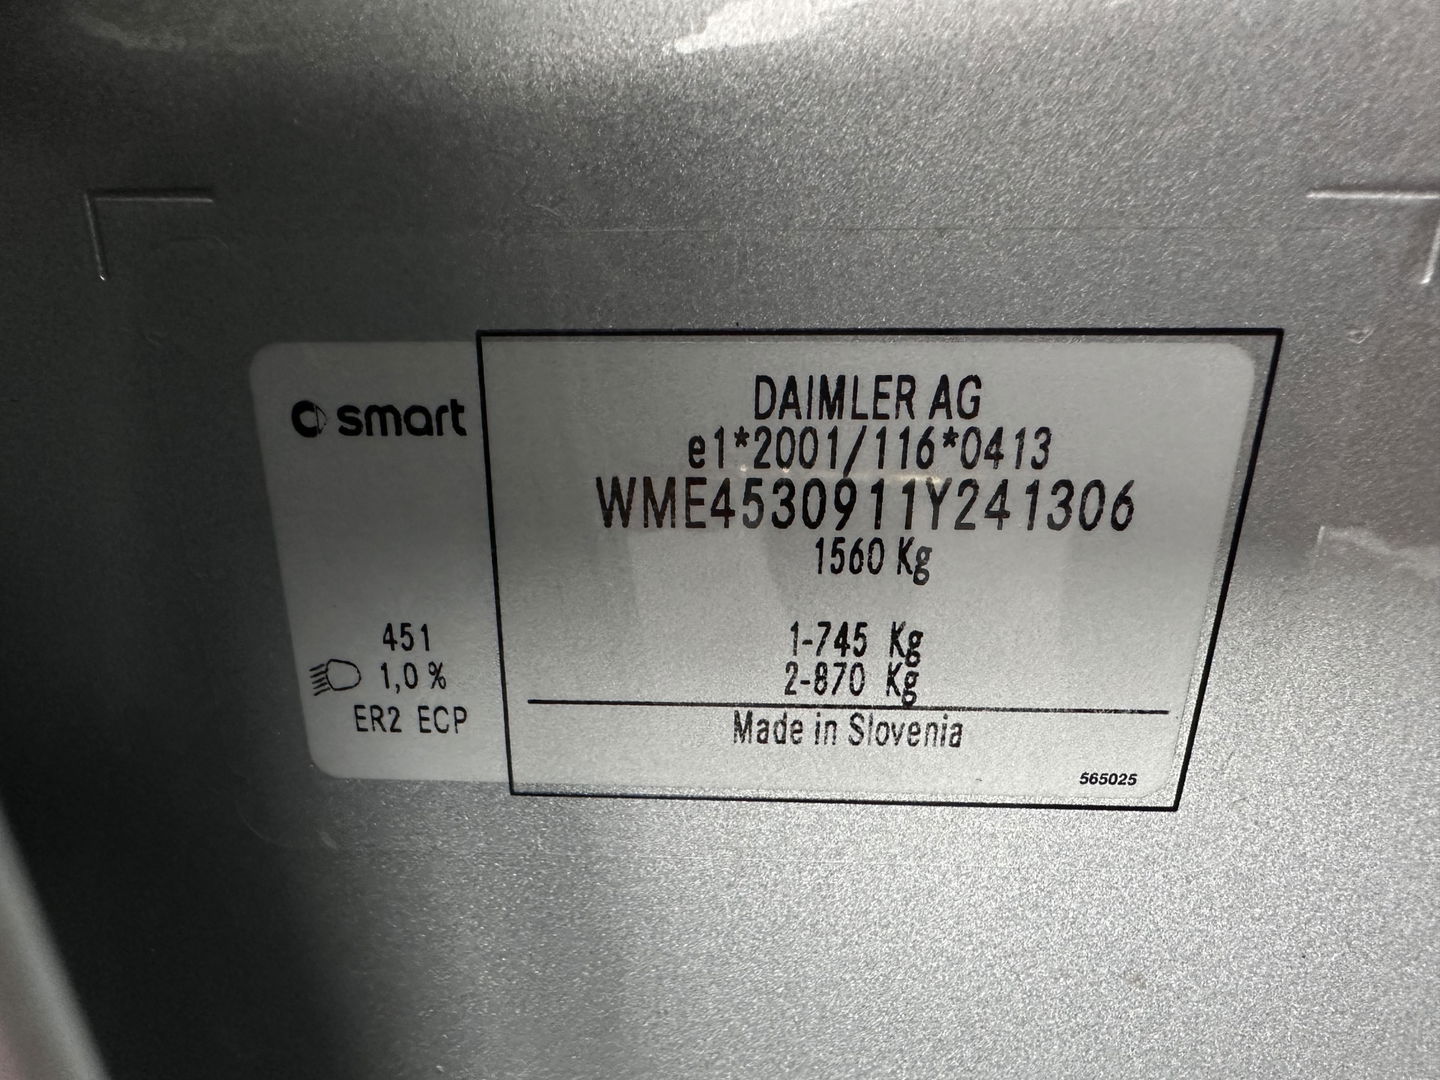 smart
DAIMLER AG
e1*2001/116*0413
WME4530911Y241306
1560 Kg
451
1,0 %
ER2 ECP
1-745 Kg
2-870 Kg
Made in Slovenia
565025